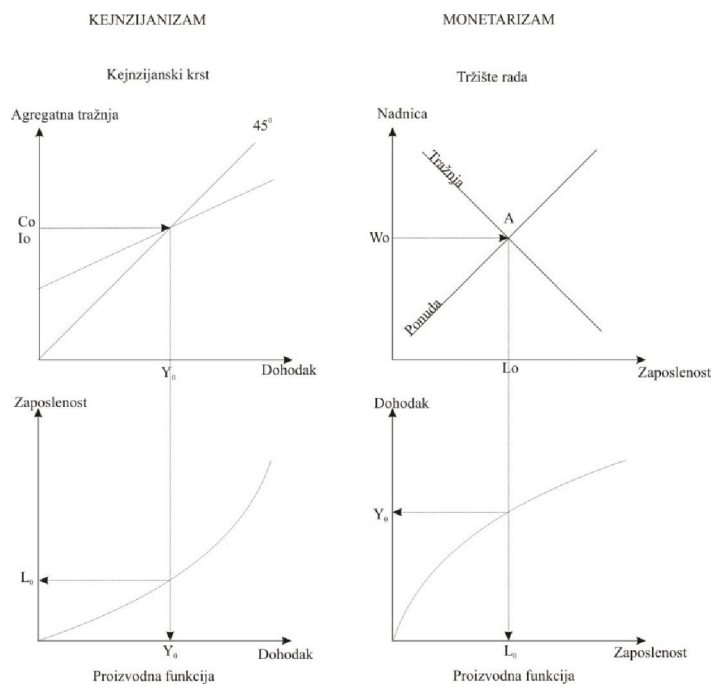 KEJNZIJANIZAM
Kejnzijanski krst
Agregatna tražnja
45⁰
Co
Io
Y₀
Dohodak
Zaposlenost
L₀
Y₀
Dohodak
Proizvodna funkcija
MONETARIZAM
Tržište rada
Nadnica
Tražnja
A
Wo
Ponuda
Lo
Zaposlenost
Dohodak
Y₀
L₀
Zaposlenost
Proizvodna funkcija